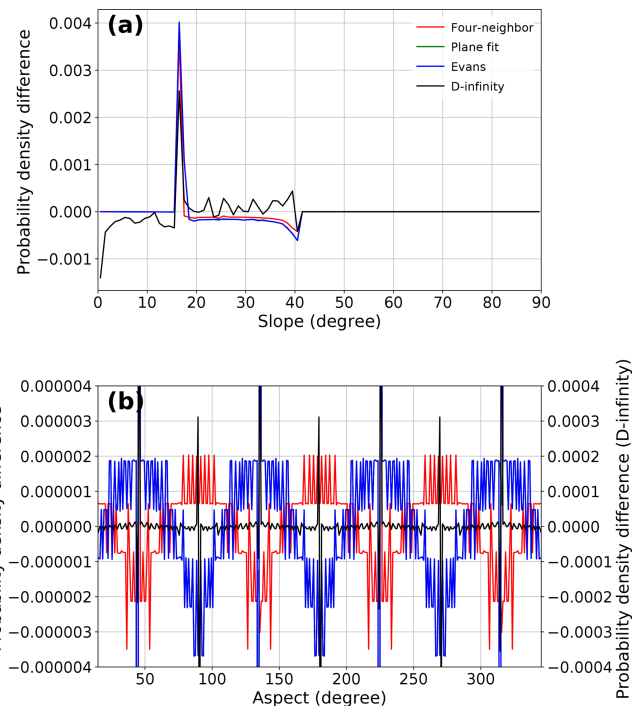 (a)
Probability density difference
0.004
0.003
0.002
0.001
0.000
−0.001
0 10 20 30 40 50 60 70 80 90
Slope (degree)
Four-neighbor
Plane fit
Evans
D-infinity
(b)
0.000004
0.000003
0.000002
0.000001
0.000000
−0.000001
−0.000002
−0.000003
−0.000004
50 100 150 200 250 300
Aspect (degree)
0.0004
0.0003
0.0002
0.0001
0.0000
−0.0001
−0.0002
−0.0003
−0.0004
Probability density difference (D-infinity)